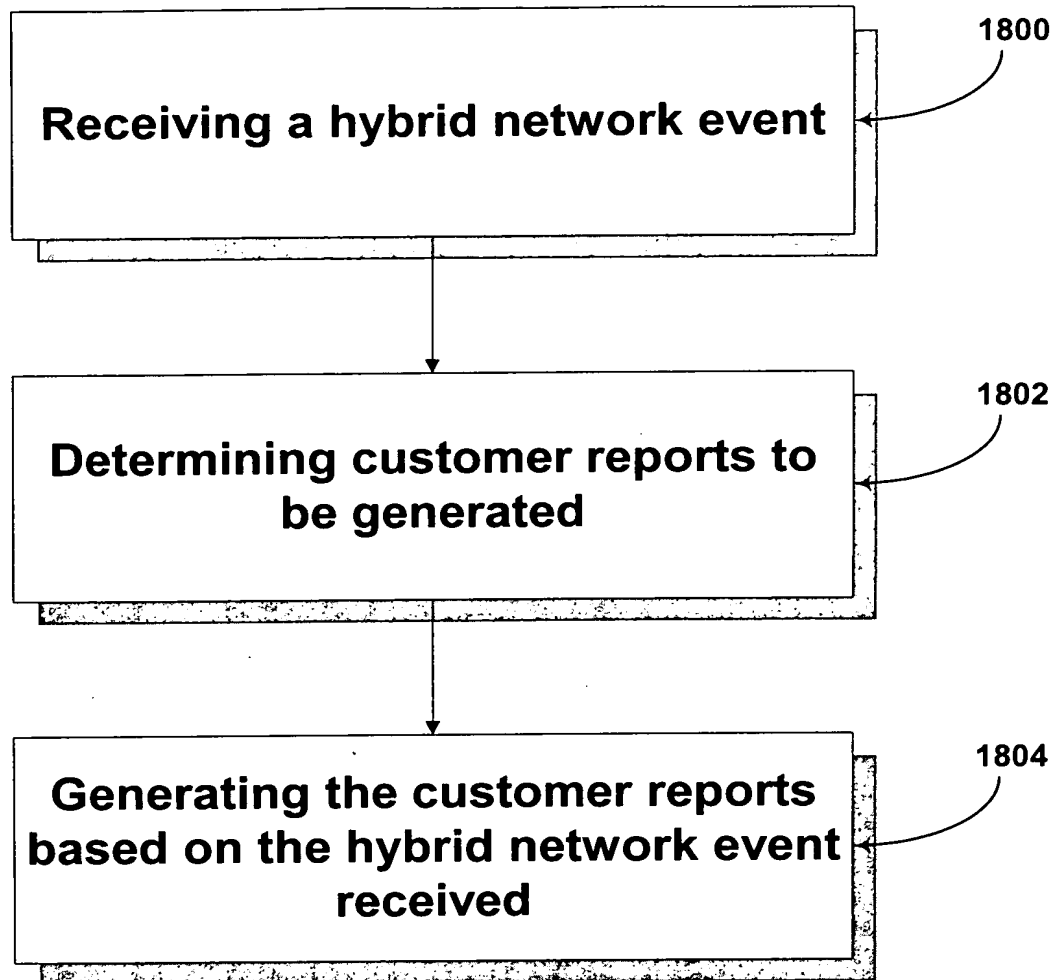 1800
Receiving a hybrid network event
1802
Determining customer reports to
be generated
1804
Generating the customer reports
based on the hybrid network event
received